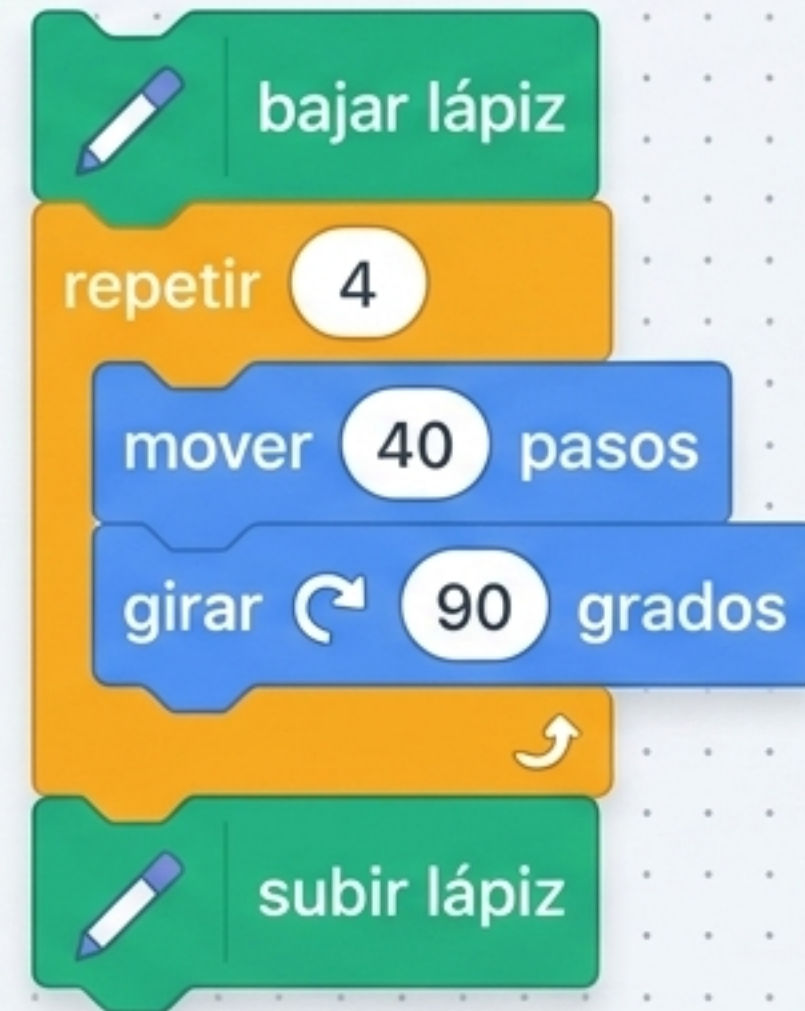 bajar lápiz
repetir 4
mover 40 pasos
girar 90 grados
subir lápiz